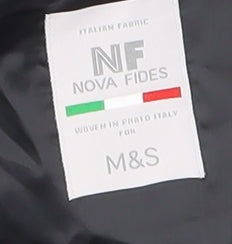 ITALIAN FABRIC
NF
NOVA FIDES
WOVEN IN PRATO ITALY
FOR
M&S